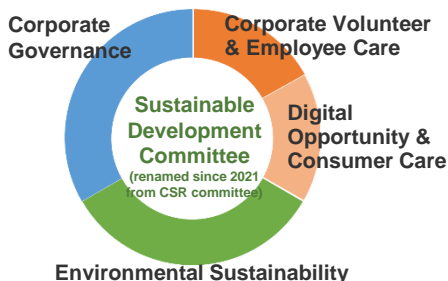 Corporate
Governance
Corporate Volunteer
& Employee Care
Sustainable
Development
Committee
(renamed since 2021
from CSR committee)
Digital
Opportunity &
Consumer Care
Environmental Sustainability